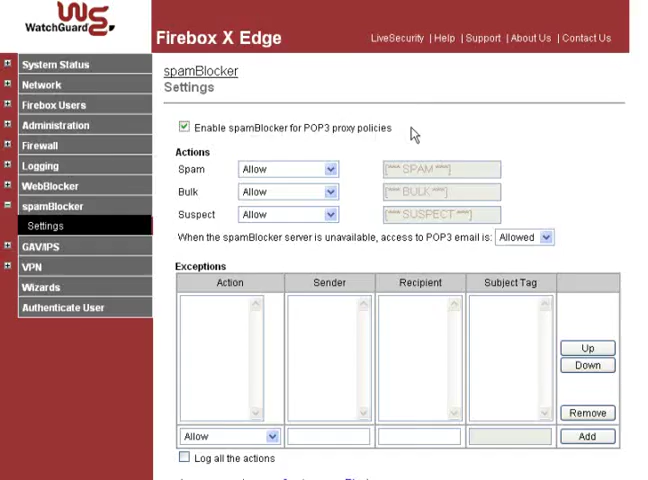 WatchGuard
Firebox X Edge
LiveSecurity | Help | Support | About Us | Contact Us
System Status
Network
Firebox Users
Administration
Firewall
Logging
WebBlocker
spamBlocker
Settings
GAV/IPS
VPN
Wizards
Authenticate User
spamBlocker
Settings
Enable spamBlocker for POP3 proxy policies
Actions
Spam Allow [*** SPAM ***]
Bulk Allow [*** BULK ***]
Suspect Allow [*** SUSPECT ***]
When the spamBlocker server is unavailable, access to POP3 email is: Allowed
Exceptions
Action Sender Recipient Subject Tag
Up
Down
Remove
Allow Add
Log all the actions